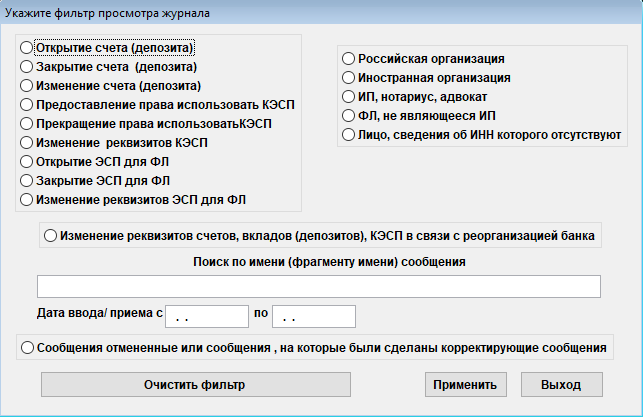 Укажите фильтр просмотра журнала
Открытие счета (депозита)
Закрытие счета (депозита)
Изменение счета (депозита)
Предоставление права использовать КЭСП
Прекращение права использоватьКЭСП
Изменение реквизитов КЭСП
Открытие ЭСП для ФЛ
Закрытие ЭСП для ФЛ
Изменение реквизитов ЭСП для ФЛ
Российская организация
Иностранная организация
ИП, нотариус, адвокат
ФЛ, не являющееся ИП
Лицо, сведения об ИНН которого отсутствуют
Изменение реквизитов счетов, вкладов (депозитов), КЭСП в связи с реорганизацией банка
Поиск по имени (фрагменту имени) сообщения
Дата ввода/ приема с . . по . .
Сообщения отмененные или сообщения , на которые были сделаны корректирующие сообщения
Очистить фильтр Применить Выход